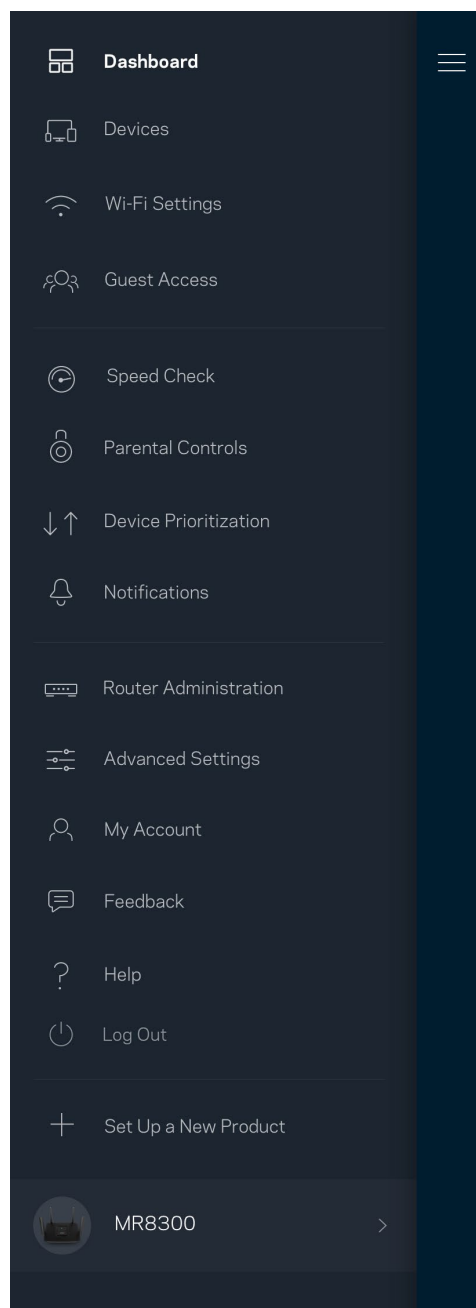 Dashboard
Devices
Wi-Fi Settings
Guest Access
Speed Check
Parental Controls
Device Prioritization
Notifications
Router Administration
Advanced Settings
My Account
Feedback
Help
Log Out
Set Up a New Product
MR8300